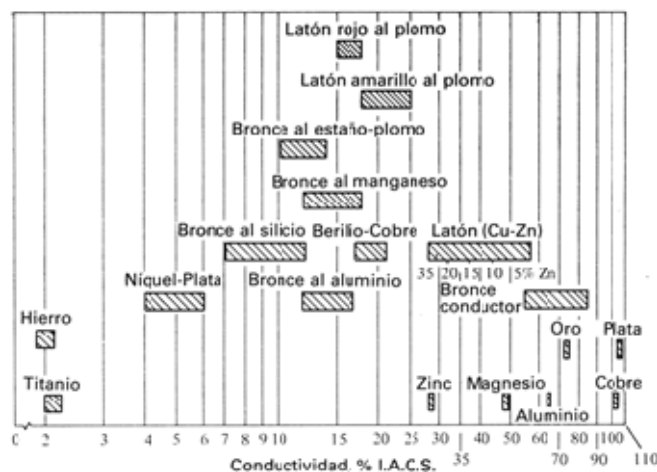 Latón rojo al plomo
Latón amarillo al plomo
Bronce al estaño-plomo
Bronce al manganeso
Bronce al silicio Berilio-Cobre Latón (Cu-Zn)
35 20 15 10 5% Zn
Níquel-Plata Bronce al aluminio Bronce
conductor
Hierro Oro Plata
Titanio Zinc Magnesio Cobre
Aluminio
0 2 3 4 5 6 7 8 9 10 15 20 25 30 35 40 50 60 70 80 90 100 110
Conductividad, % I.A.C.S.